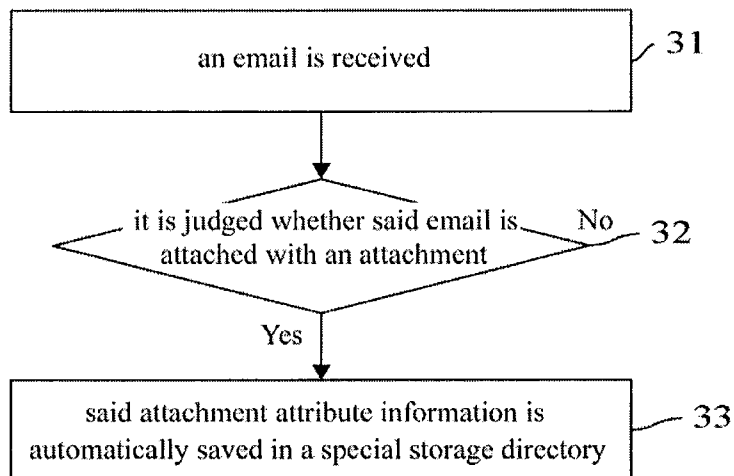 an email is received
31
it is judged whether said email is
attached with an attachment
No
32
Yes
said attachment attribute information is
automatically saved in a special storage directory
33